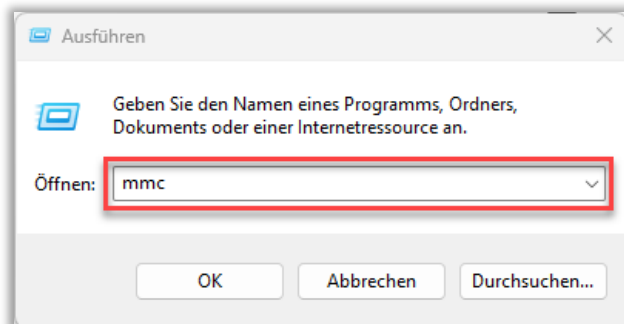 Ausführen
Geben Sie den Namen eines Programms, Ordners,
Dokuments oder einer Internetressource an.
Öffnen: mmc
OK Abbrechen Durchsuchen...